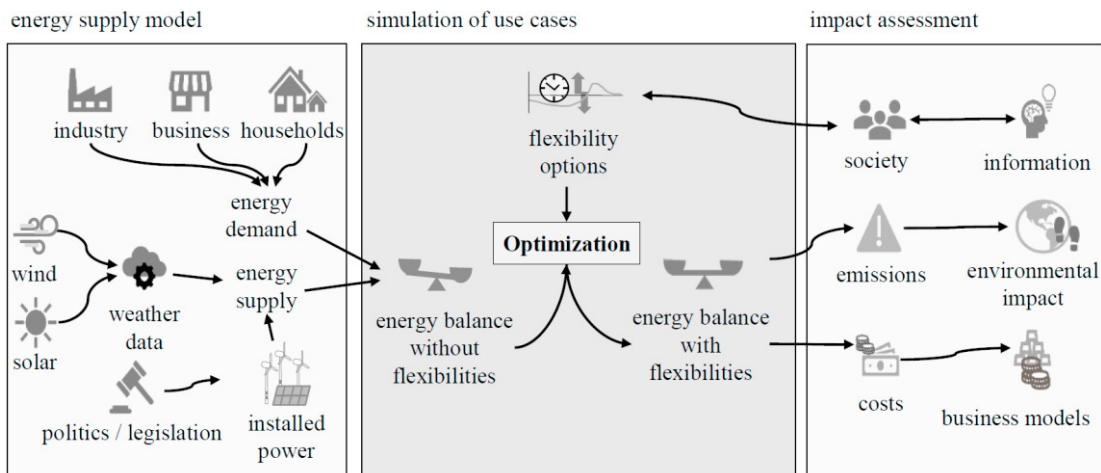 energy supply model
simulation of use cases
impact assessment
industry
business
households
energy
demand
wind
solar
weather
data
energy
supply
politics / legislation
installed
power
flexibility
options
Optimization
energy balance
without
flexibilities
energy balance
with
flexibilities
society
information
emissions
environmental
impact
costs
business models